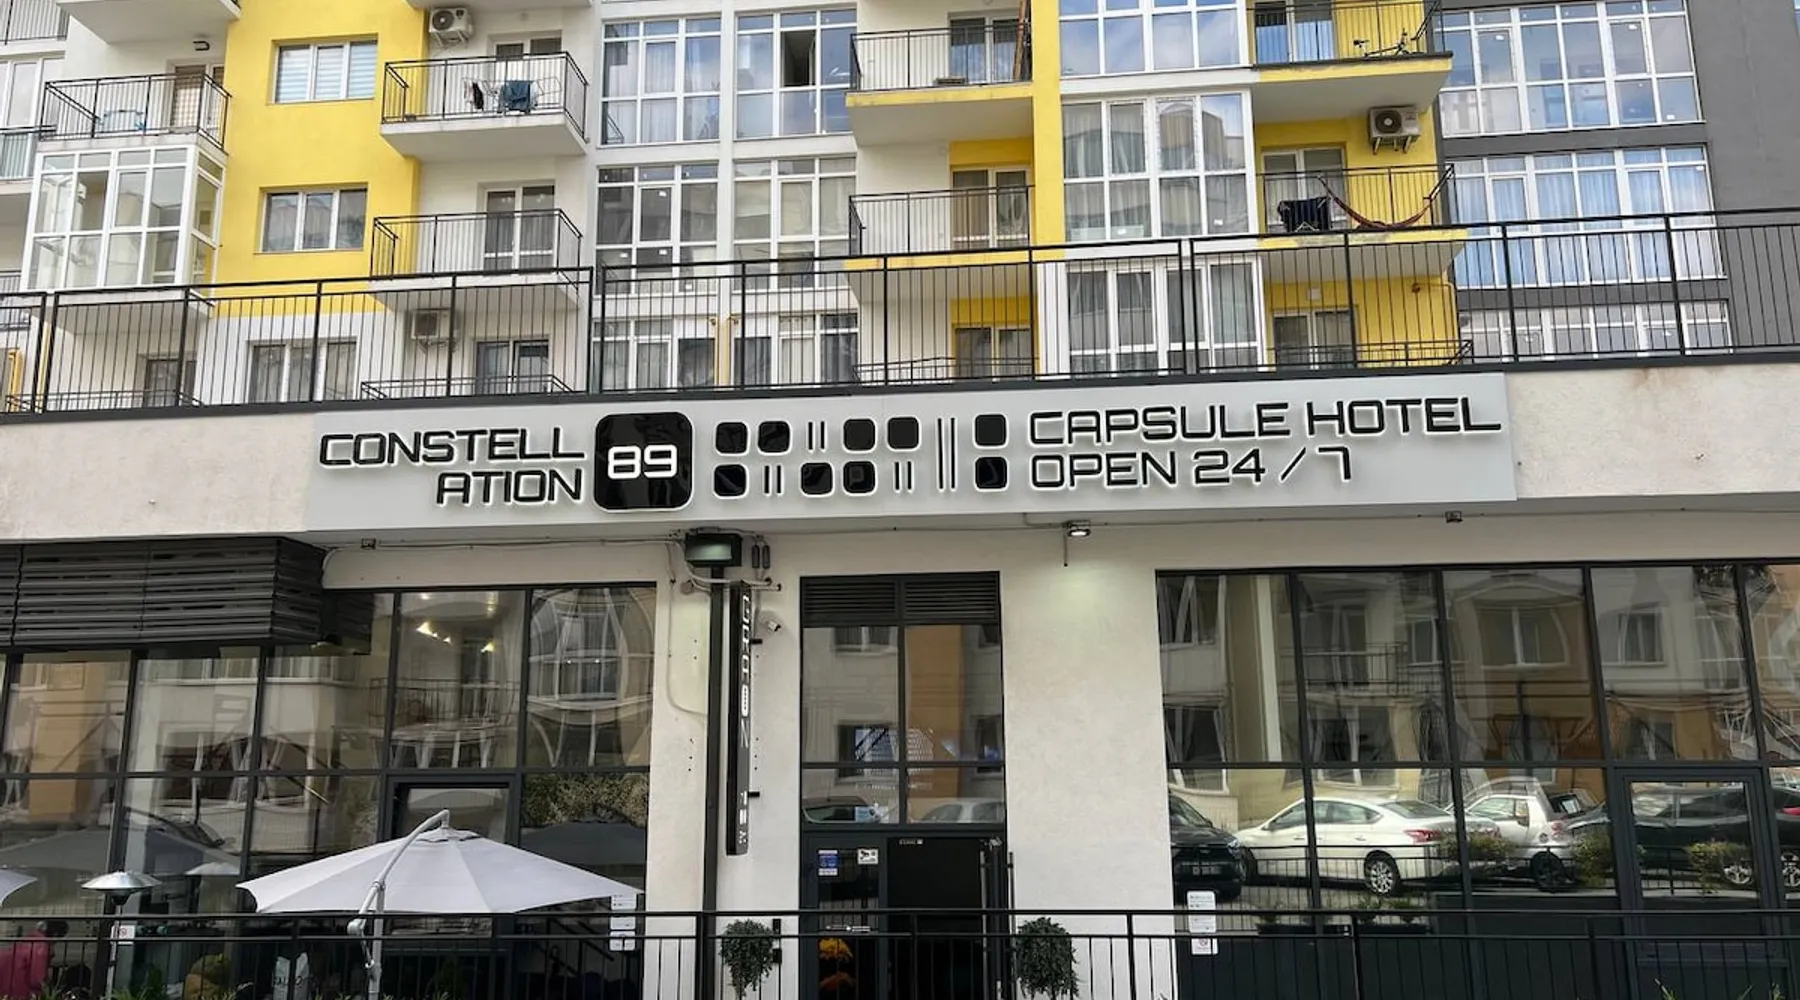 CONSTELL
ATION
89
CAPSULE HOTEL
OPEN 24/7